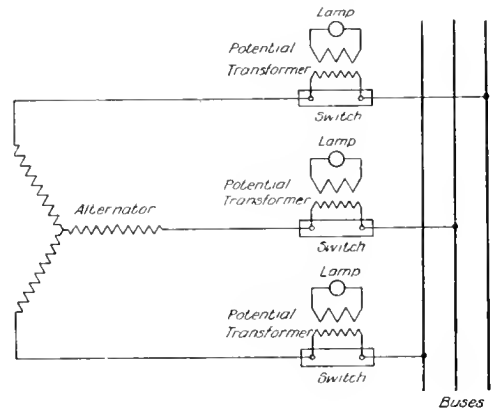 Lamp
Potential
Transformer
Switch
Lamp
Alternator
Potential
Transformer
Switch
Lamp
Potential
Transformer
Switch
Buses